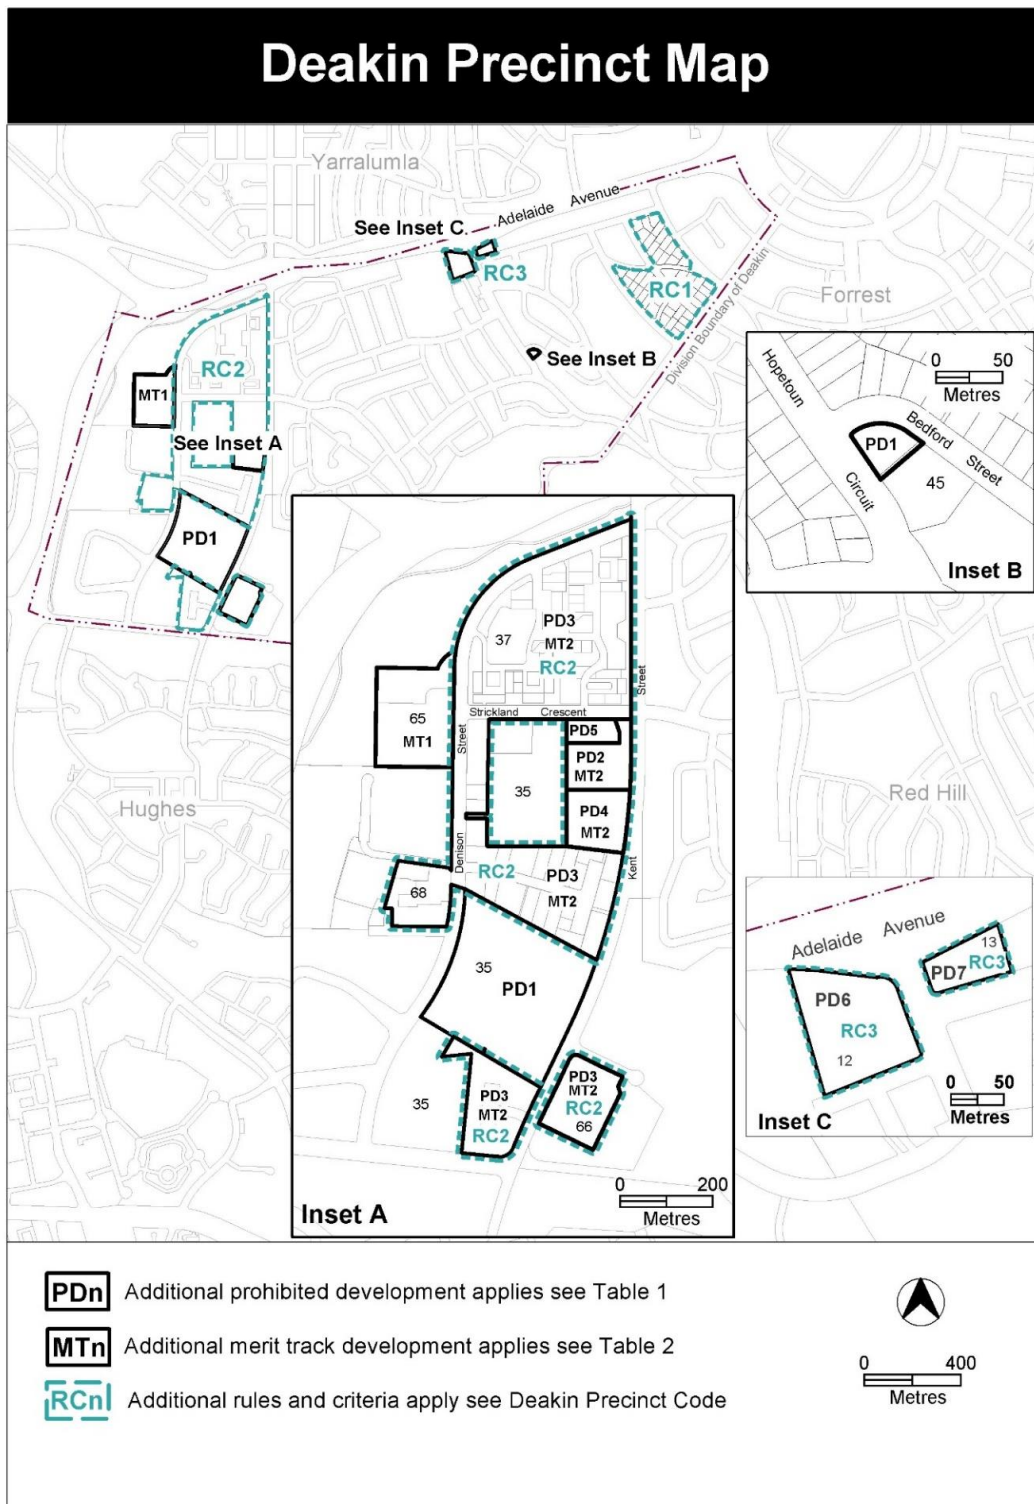 Deakin Precinct Map
Yarralumla
Adelaide Avenue
See Inset C
RC3
RC1
Division Boundary of Deakin
Forrest
RC2
See Inset B
MT1
See Inset A
PD1
Hughes
Red Hill
0 50
Metres
Hopetoun
Circuit
Bedford
Street
PD1
45
Inset B
37
PD3
MT2
RC2
Street
65
MT1
Strickland Crescent
Street
PD5
PD2
MT2
35
PD4
MT2
Denison
RC2
PD3
MT2
Kent
68
35
PD1
35
PD3
MT2
RC2
PD3
MT2
RC2
66
0 200
Metres
Inset A
Adelaide Avenue
13
PD7
RC3
PD6
RC3
12
0 50
Metres
Inset C
PDn Additional prohibited development applies see Table 1
MTn Additional merit track development applies see Table 2
RCn Additional rules and criteria apply see Deakin Precinct Code
0 400
Metres